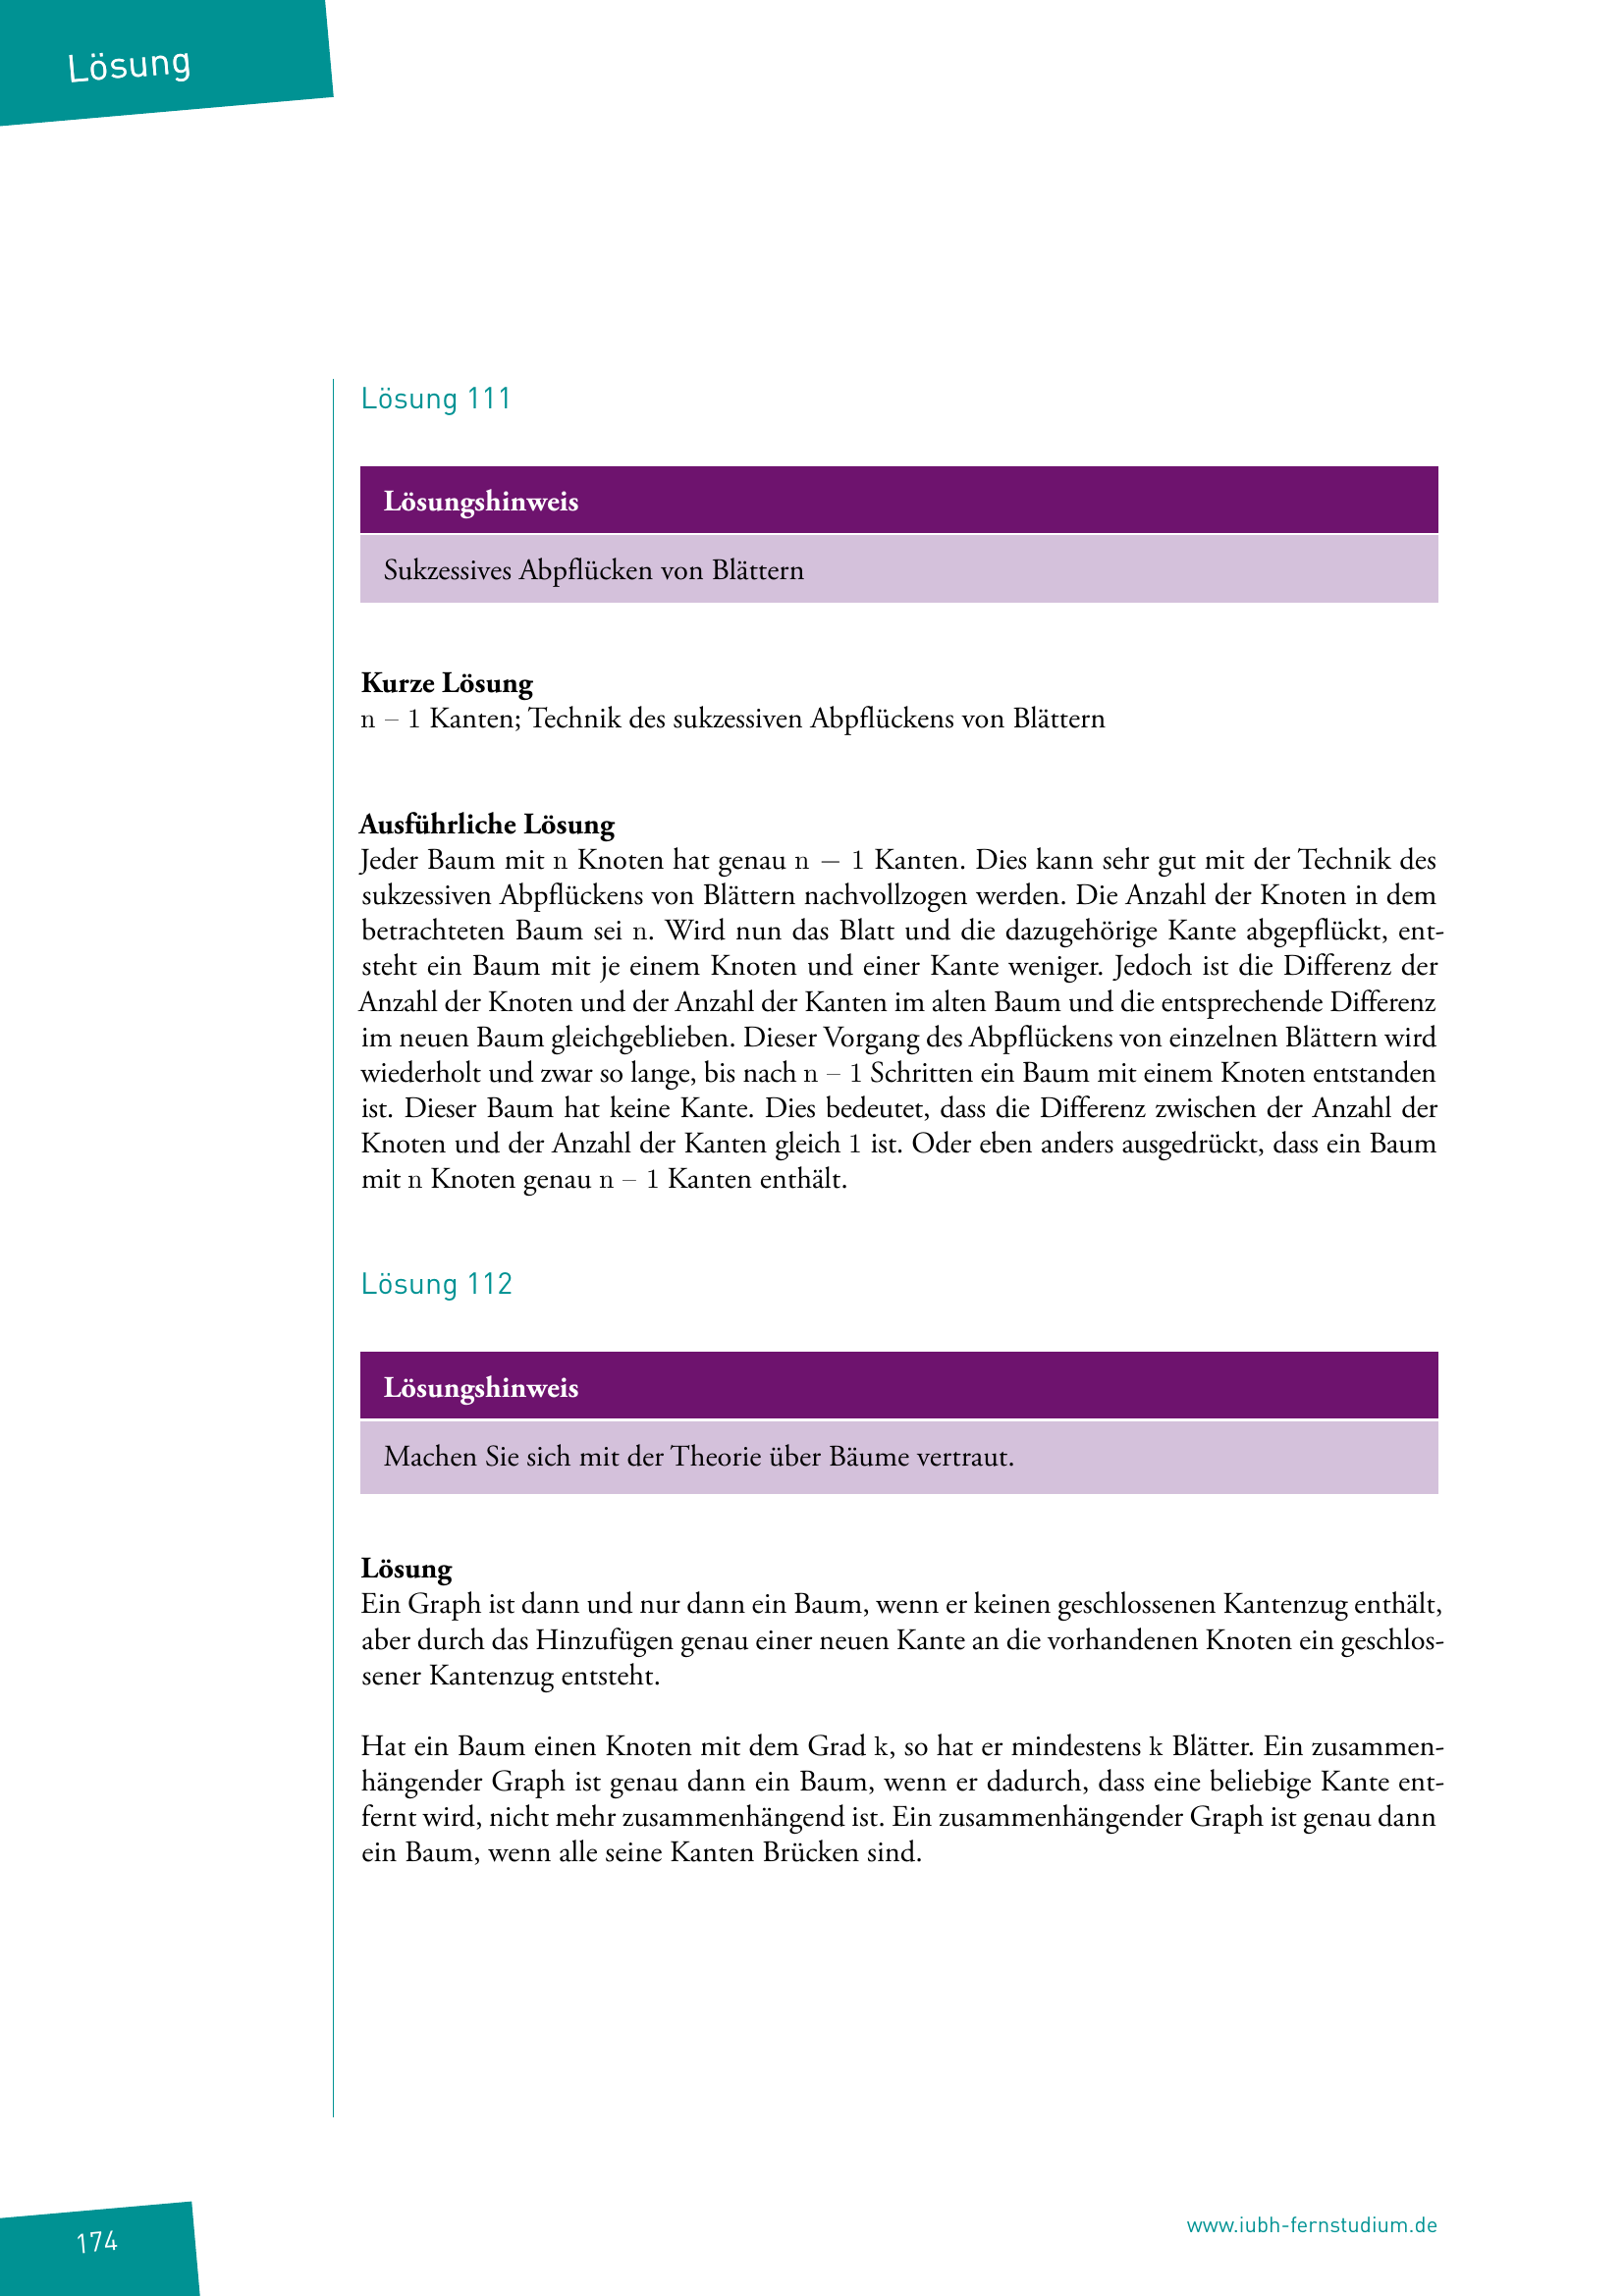 Lösung
Lösung 111
Lösungshinweis
Sukzessives Abpflücken von Blättern
Kurze Lösung
n – 1 Kanten; Technik des sukzessiven Abpflückens von Blättern
Ausführliche Lösung
Jeder Baum mit n Knoten hat genau n − 1 Kanten. Dies kann sehr gut mit der Technik des
sukzessiven Abpflückens von Blättern nachvollzogen werden. Die Anzahl der Knoten in dem
betrachteten Baum sei n. Wird nun das Blatt und die dazugehörige Kante abgepflückt, ent-
steht ein Baum mit je einem Knoten und einer Kante weniger. Jedoch ist die Differenz der
Anzahl der Knoten und der Anzahl der Kanten im alten Baum und die entsprechende Differenz
im neuen Baum gleichgeblieben. Dieser Vorgang des Abpflückens von einzelnen Blättern wird
wiederholt und zwar so lange, bis nach n – 1 Schritten ein Baum mit einem Knoten entstanden
ist. Dieser Baum hat keine Kante. Dies bedeutet, dass die Differenz zwischen der Anzahl der
Knoten und der Anzahl der Kanten gleich 1 ist. Oder eben anders ausgedrückt, dass ein Baum
mit n Knoten genau n – 1 Kanten enthält.
Lösung 112
Lösungshinweis
Machen Sie sich mit der Theorie über Bäume vertraut.
Lösung
Ein Graph ist dann und nur dann ein Baum, wenn er keinen geschlossenen Kantenzug enthält,
aber durch das Hinzufügen genau einer neuen Kante an die vorhandenen Knoten ein geschlos-
sener Kantenzug entsteht.
Hat ein Baum einen Knoten mit dem Grad k, so hat er mindestens k Blätter. Ein zusammen-
hängender Graph ist genau dann ein Baum, wenn er dadurch, dass eine beliebige Kante ent-
fernt wird, nicht mehr zusammenhängend ist. Ein zusammenhängender Graph ist genau dann
ein Baum, wenn alle seine Kanten Brücken sind.
174
www.iubh-fernstudium.de